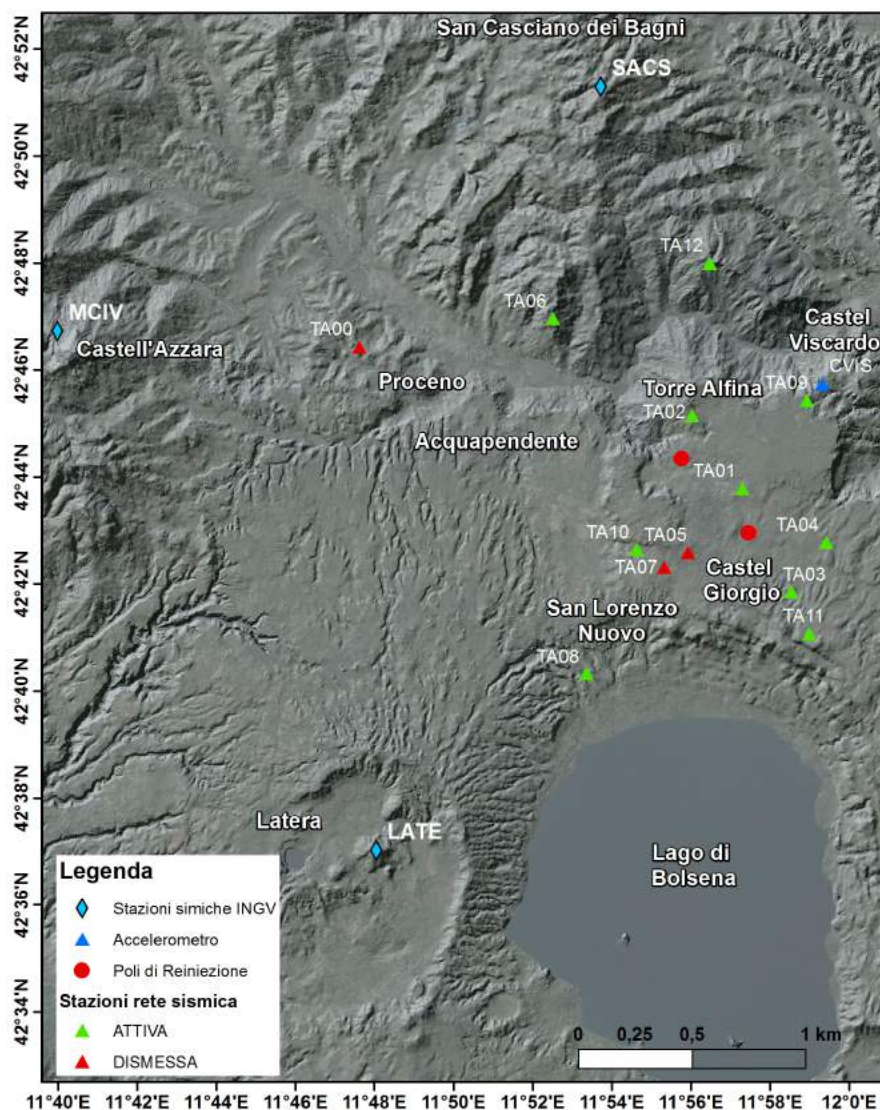 San Casciano dei Bagni
SACS
TA12
MCIV
TA06
Castell'Azzara
TA00
Castel
Viscardo
CVIS
Proceno
Torre Alfina
TA09
TA02
Acquapendente
TA01
TA10
TA05
TA04
TA07
Castel
Giorgio
TA03
San Lorenzo
Nuovo
TA11
TA08
Latera
LATE
Lago di
Bolsena
Legenda
Stazioni simiche INGV
Accelerometro
Poli di Reiniezione
Stazioni rete sismica
ATTIVA
DISMESSA
0 0,25 0,5 1 km
42°52'N
42°50'N
42°48'N
42°46'N
42°44'N
42°42'N
42°40'N
42°38'N
42°36'N
42°34'N
11°40'E 11°42'E 11°44'E 11°46'E 11°48'E 11°50'E 11°52'E 11°54'E 11°56'E 11°58'E 12°0'E